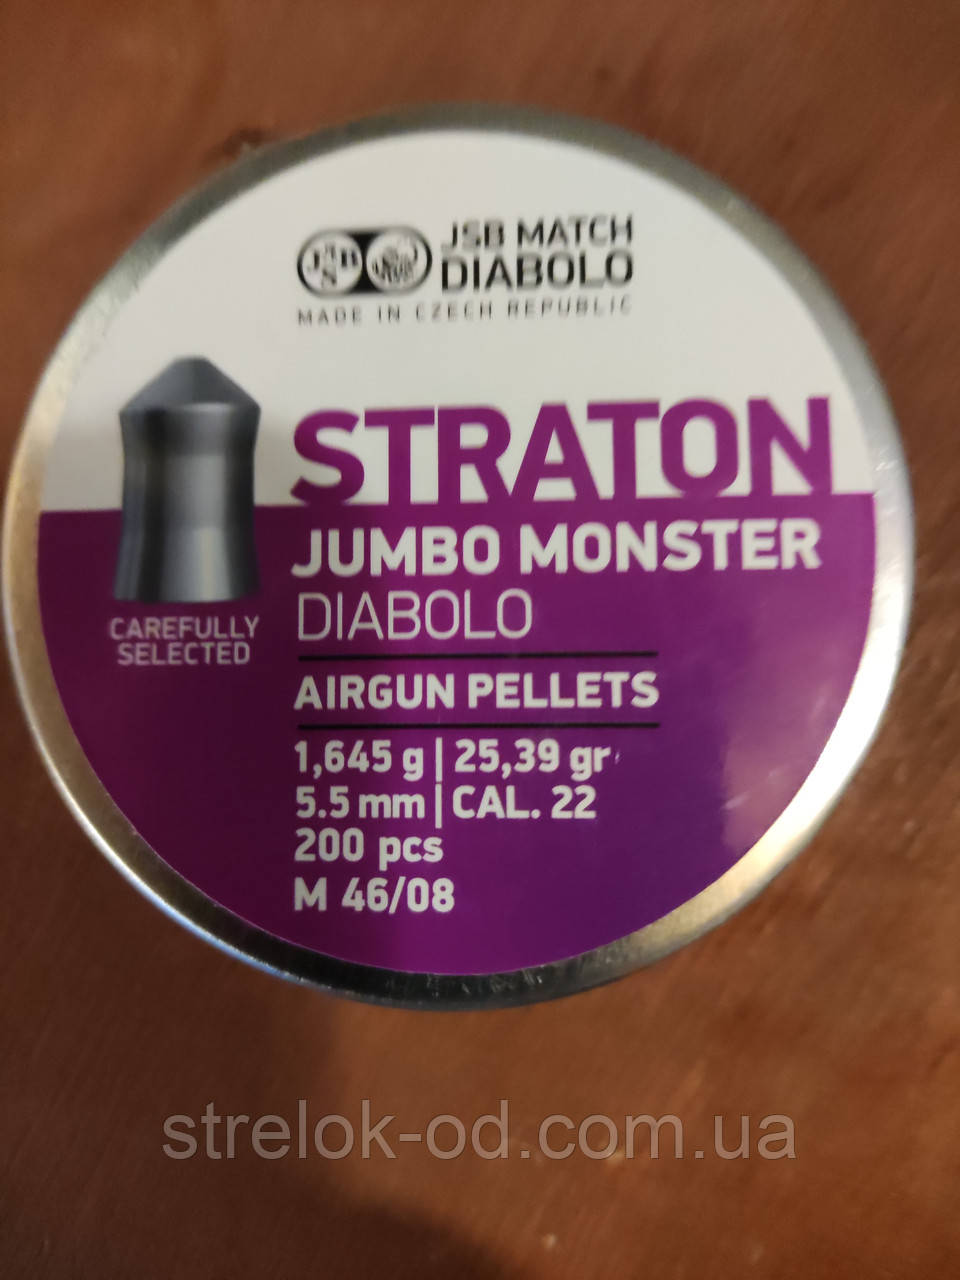 JSB MATCH
DIABOLO
MADE IN CZECH REPUBLIC
STRATON
JUMBO MONSTER
DIABOLO
CAREFULLY
SELECTED
AIRGUN PELLETS
1,645 g | 25,39 gr
5.5 mm | CAL. 22
200 pcs
M 46/08
strelok-od.com.ua